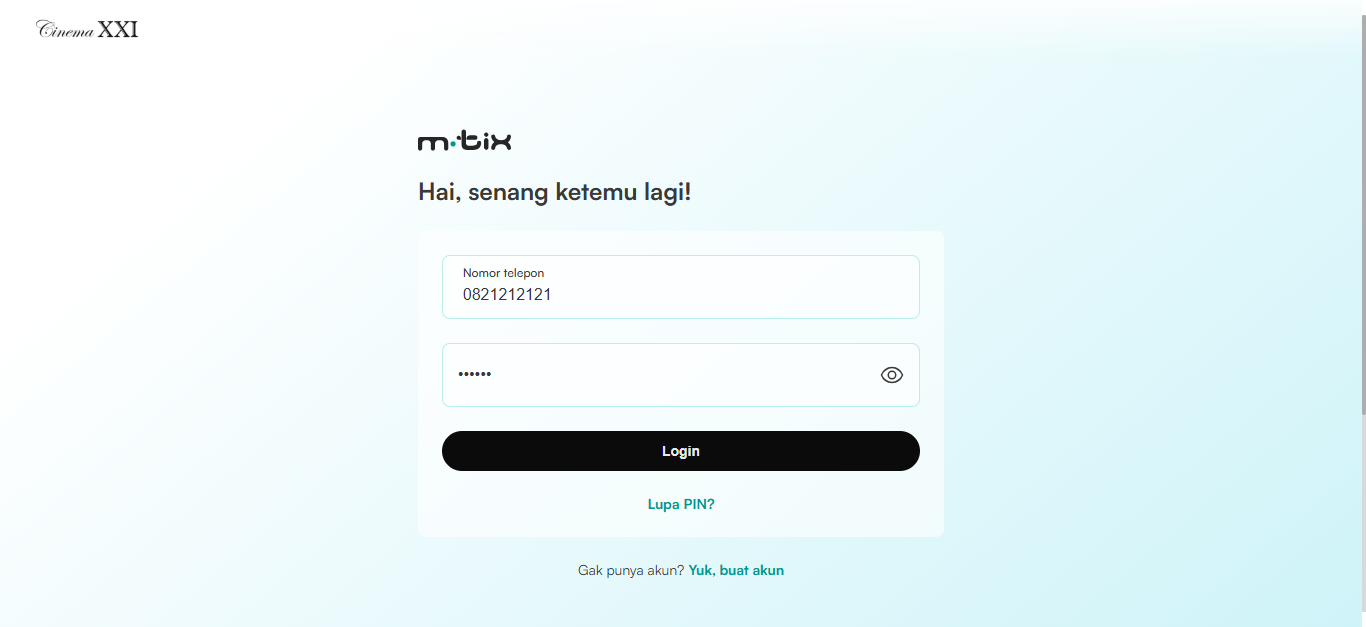 Cinema XXI
m.tix
Hai, senang ketemu lagi!
Nomor telepon
0821212121
••••••
Login
Lupa PIN?
Gak punya akun? Yuk, buat akun